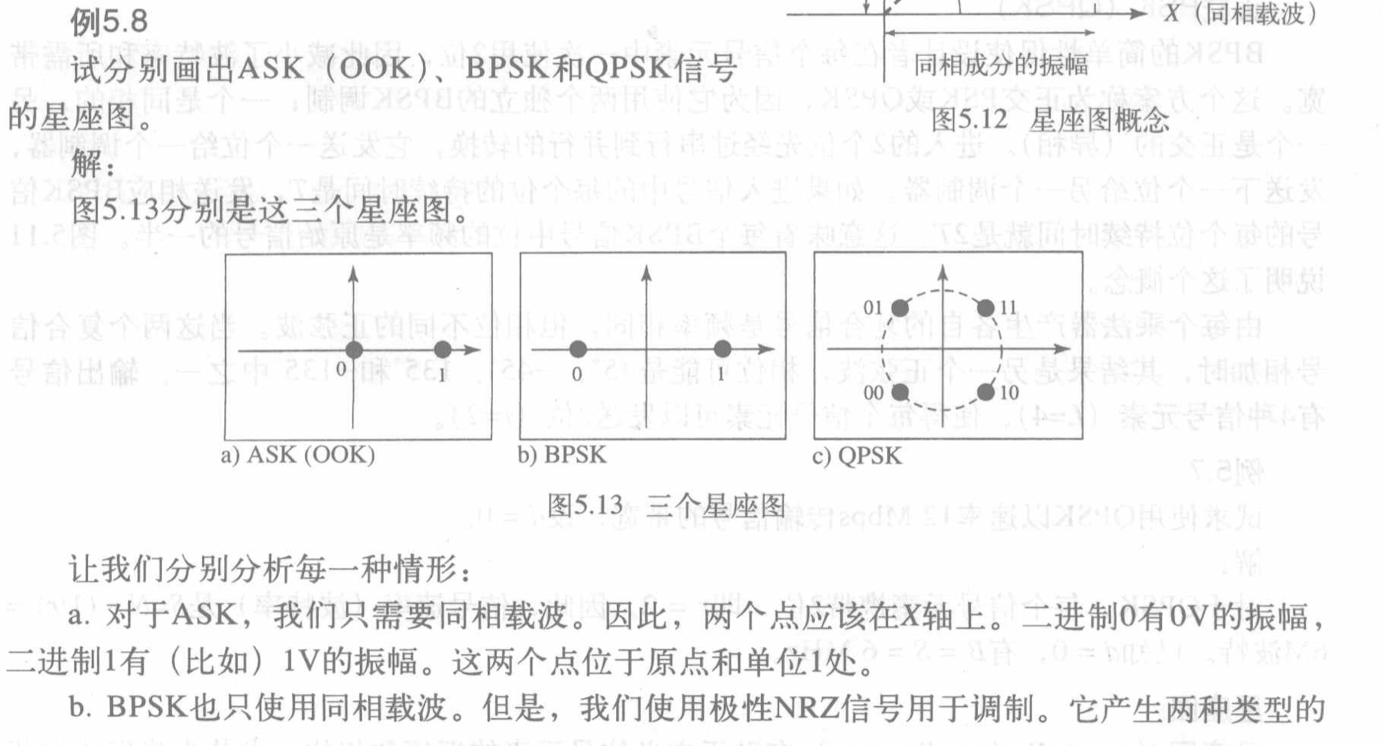 例5.8
X（同相载波）
试分别画出ASK（OOK）、BPSK和QPSK信号
同相成分的振幅
的星座图。
图5.12 星座图概念
解：
图5.13分别是这三个星座图。
0 1
0 1
01 11
00 10
a) ASK (OOK)
b) BPSK
c) QPSK
图5.13 三个星座图
让我们分别分析每一种情形：
a. 对于ASK，我们只需要同相载波。因此，两个点应该在X轴上。二进制0有0V的振幅，
二进制1有（比如）1V的振幅。这两个点位于原点和单位1处。
b. BPSK也只使用同相载波。但是，我们使用极性NRZ信号用于调制。它产生两种类型的